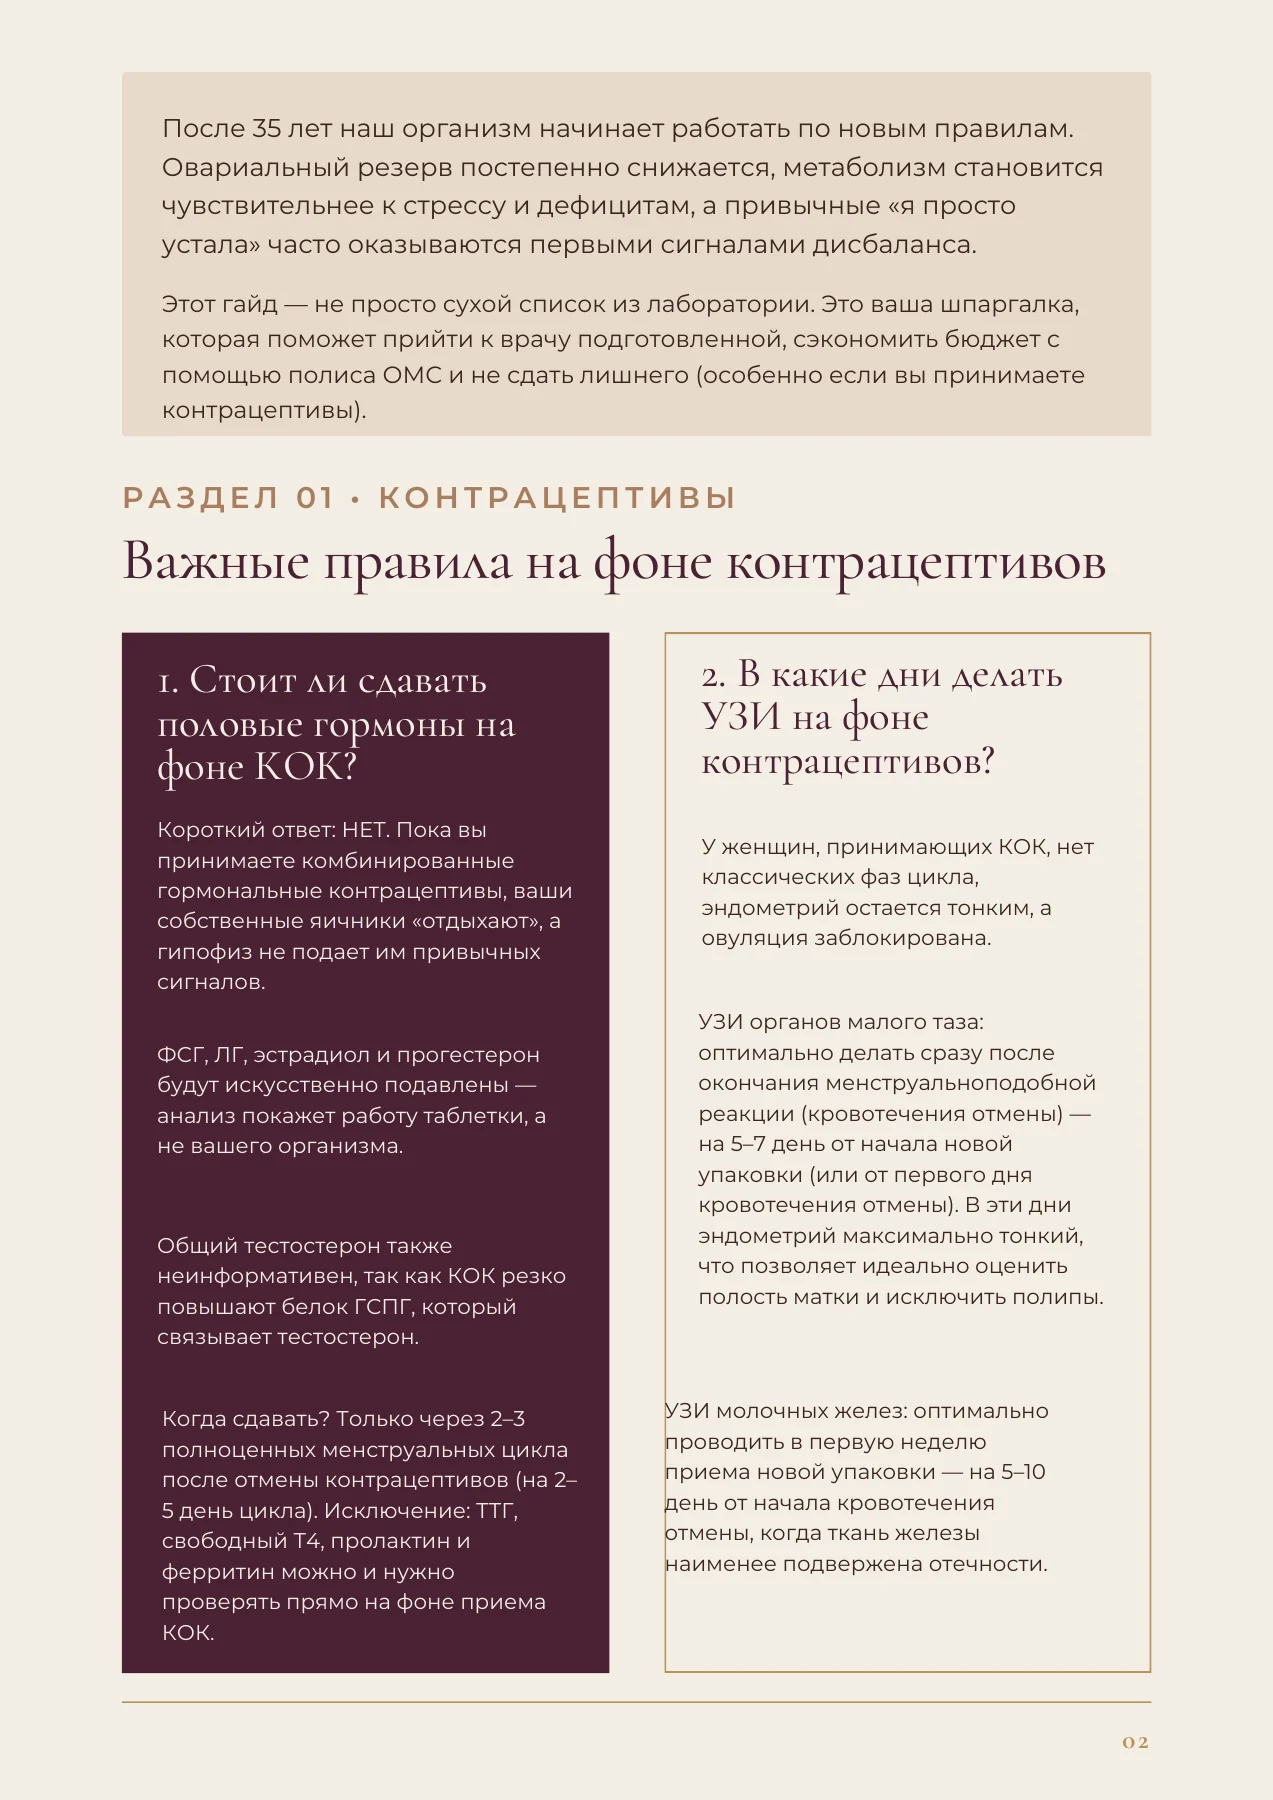 После 35 лет наш организм начинает работать по новым правилам.
Овариальный резерв постепенно снижается, метаболизм становится
чувствительнее к стрессу и дефицитам, а привычные «я просто
устала» часто оказываются первыми сигналами дисбаланса.
Этот гайд — не просто сухой список из лаборатории. Это ваша шпаргалка,
которая поможет прийти к врачу подготовленной, сэкономить бюджет с
помощью полиса ОМС и не сдать лишнего (особенно если вы принимаете
контрацептивы).
РАЗДЕЛ 01 • КОНТРАЦЕПТИВЫ
Важные правила на фоне контрацептивов
1. Стоит ли сдавать
половые гормоны на
фоне КОК?
Короткий ответ: НЕТ. Пока вы
принимаете комбинированные
гормональные контрацептивы, ваши
собственные яичники «отдыхают», а
гипофиз не подает им привычных
сигналов.
ФСГ, ЛГ, эстрадиол и прогестерон
будут искусственно подавлены —
анализ покажет работу таблетки, а
не вашего организма.
Общий тестостерон также
неинформативен, так как КОК резко
повышают белок ГСПГ, который
связывает тестостерон.
Когда сдавать? Только через 2–3
полноценных менструальных цикла
после отмены контрацептивов (на 2–
5 день цикла). Исключение: ТТГ,
свободный Т4, пролактин и
ферритин можно и нужно
проверять прямо на фоне приема
КОК.
2. В какие дни делать
УЗИ на фоне
контрацептивов?
У женщин, принимающих КОК, нет
классических фаз цикла,
эндометрий остается тонким, а
овуляция заблокирована.
УЗИ органов малого таза:
оптимально делать сразу после
окончания менструальноподобной
реакции (кровотечения отмены) —
на 5–7 день от начала новой
упаковки (или от первого дня
кровотечения отмены). В эти дни
эндометрий максимально тонкий,
что позволяет идеально оценить
полость матки и исключить полипы.
УЗИ молочных желез: оптимально
проводить в первую неделю
приема новой упаковки — на 5–10
день от начала кровотечения
отмены, когда ткань железы
наименее подвержена отечности.
02